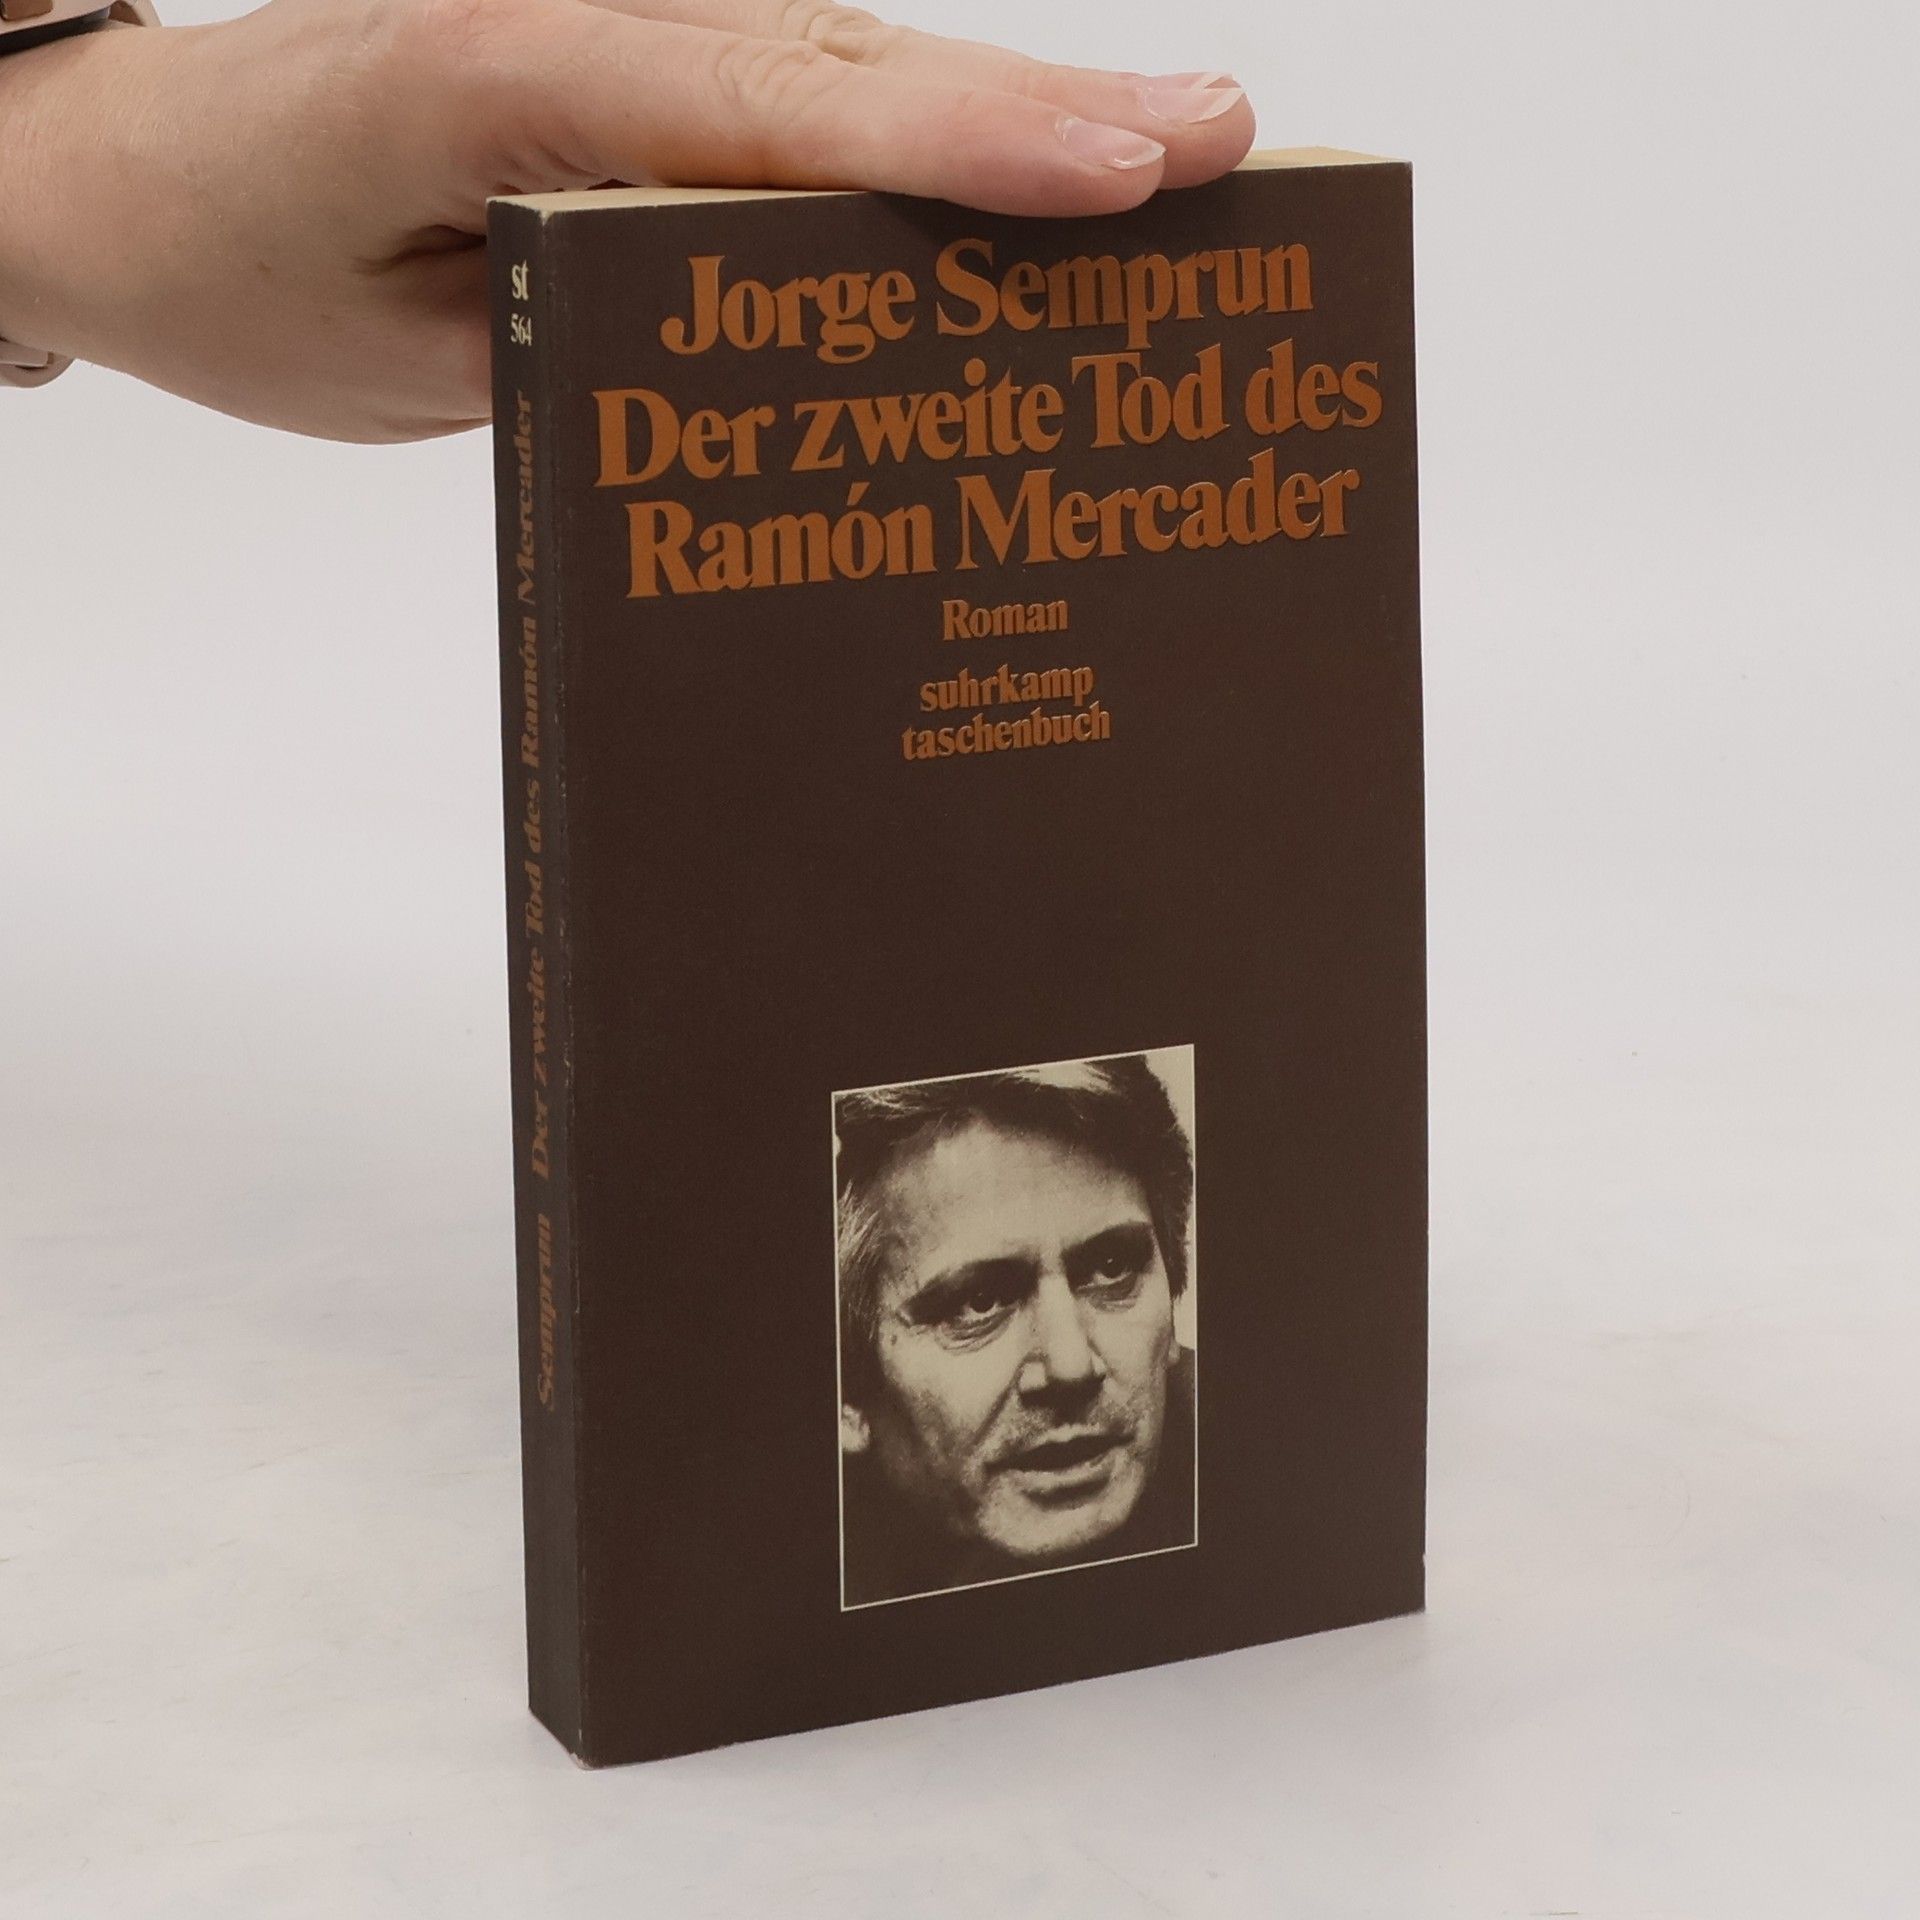 Jorge Semprun
Der zweite Tod des
Ramón Mercader
Roman
suhrkamp
taschenbuch
st
564
Semprun Der zweite Tod des Ramón Mercader